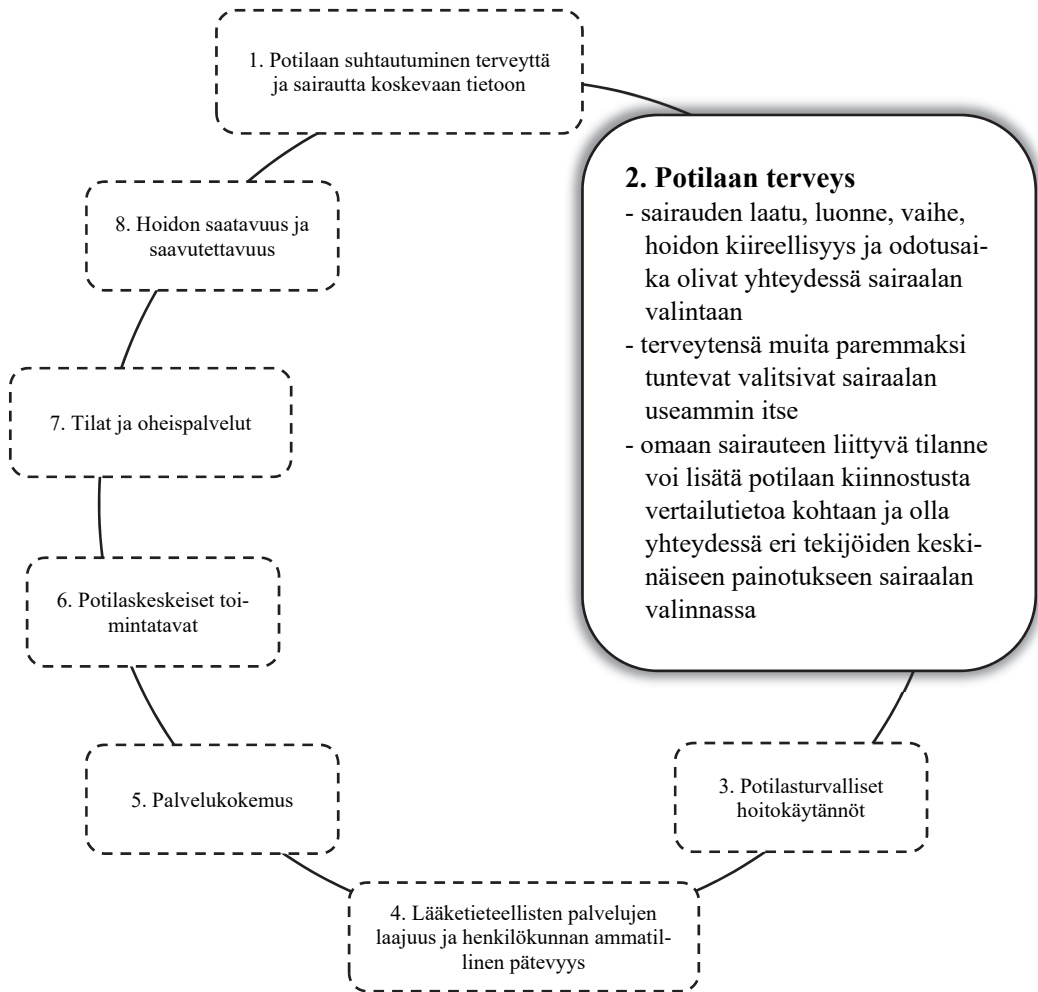 1. Potilaan suhtautuminen terveyttä
ja sairautta koskevaan tietoon
2. Potilaan terveys
- sairauden laatu, luonne, vaihe,
hoidon kiireellisyys ja odotusai-
ka olivat yhteydessä sairaalan
valintaan
- terveytensä muita paremmaksi
tuntevat valitsivat sairaalan
useammin itse
- omaan sairauteen liittyvä tilanne
voi lisätä potilaan kiinnostusta
vertailutietoa kohtaan ja olla
yhteydessä eri tekijöiden keski-
näiseen painotukseen sairaalan
valinnassa
3. Potilasturvalliset
hoitokäytännöt
4. Lääketieteellisten palvelujen
laajuus ja henkilökunnan ammatil-
linen pätevyys
5. Palvelukokemus
6. Potilaskeskeiset toi-
mintatavat
7. Tilat ja oheispalvelut
8. Hoidon saatavuus ja
saavutettavuus